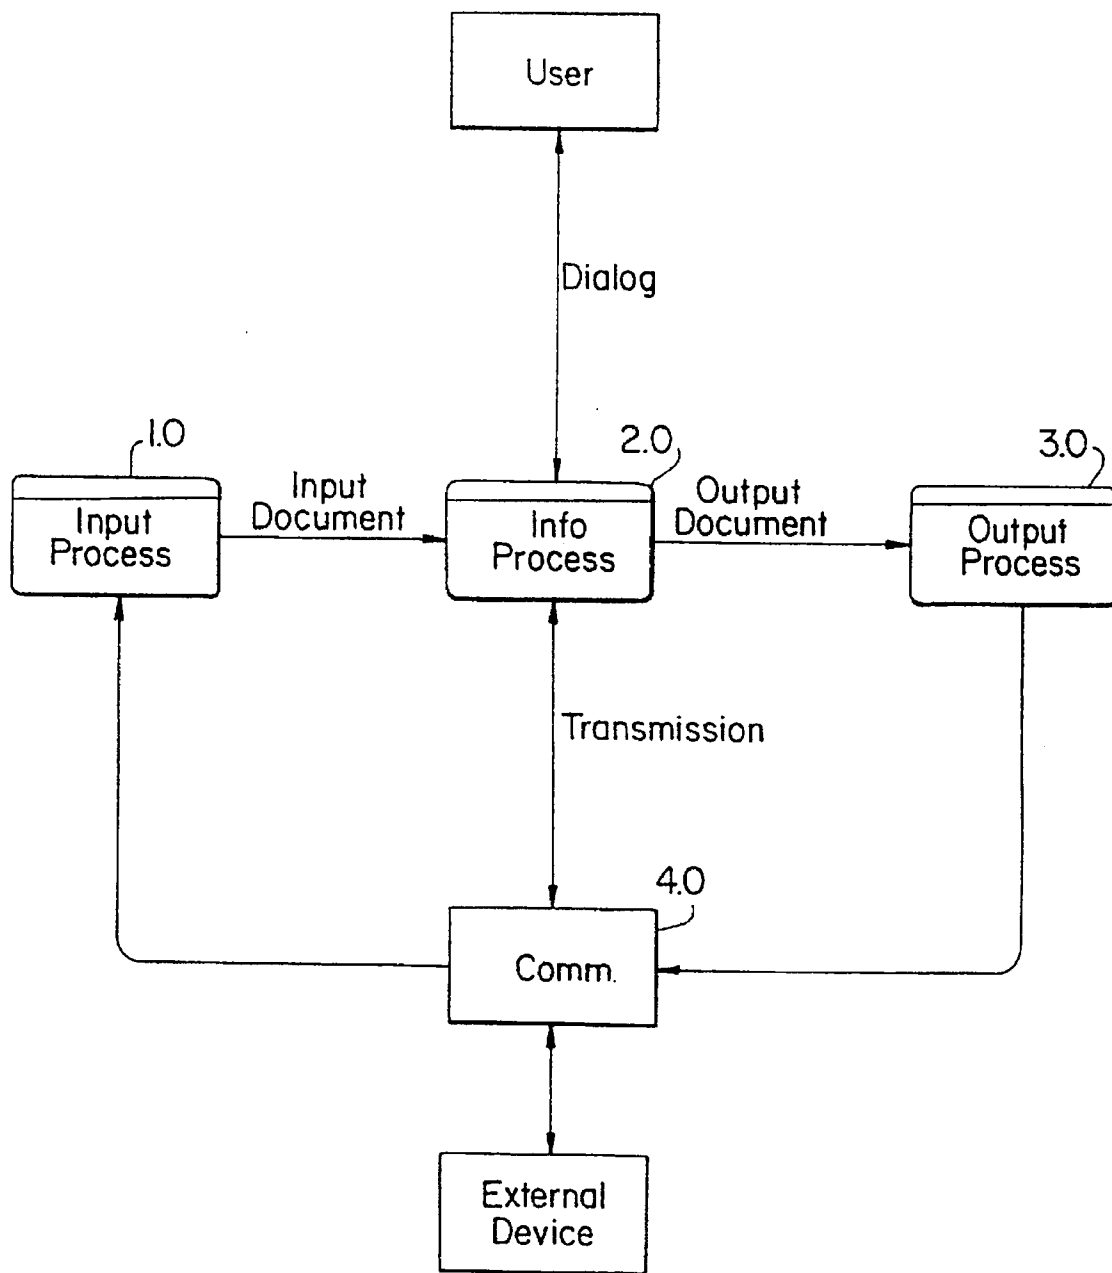 User
Dialog
1.0
Input
Process
Input
Document
2.0
Info
Process
Output
Document
3.0
Output
Process
Transmission
4.0
Comm.
External
Device